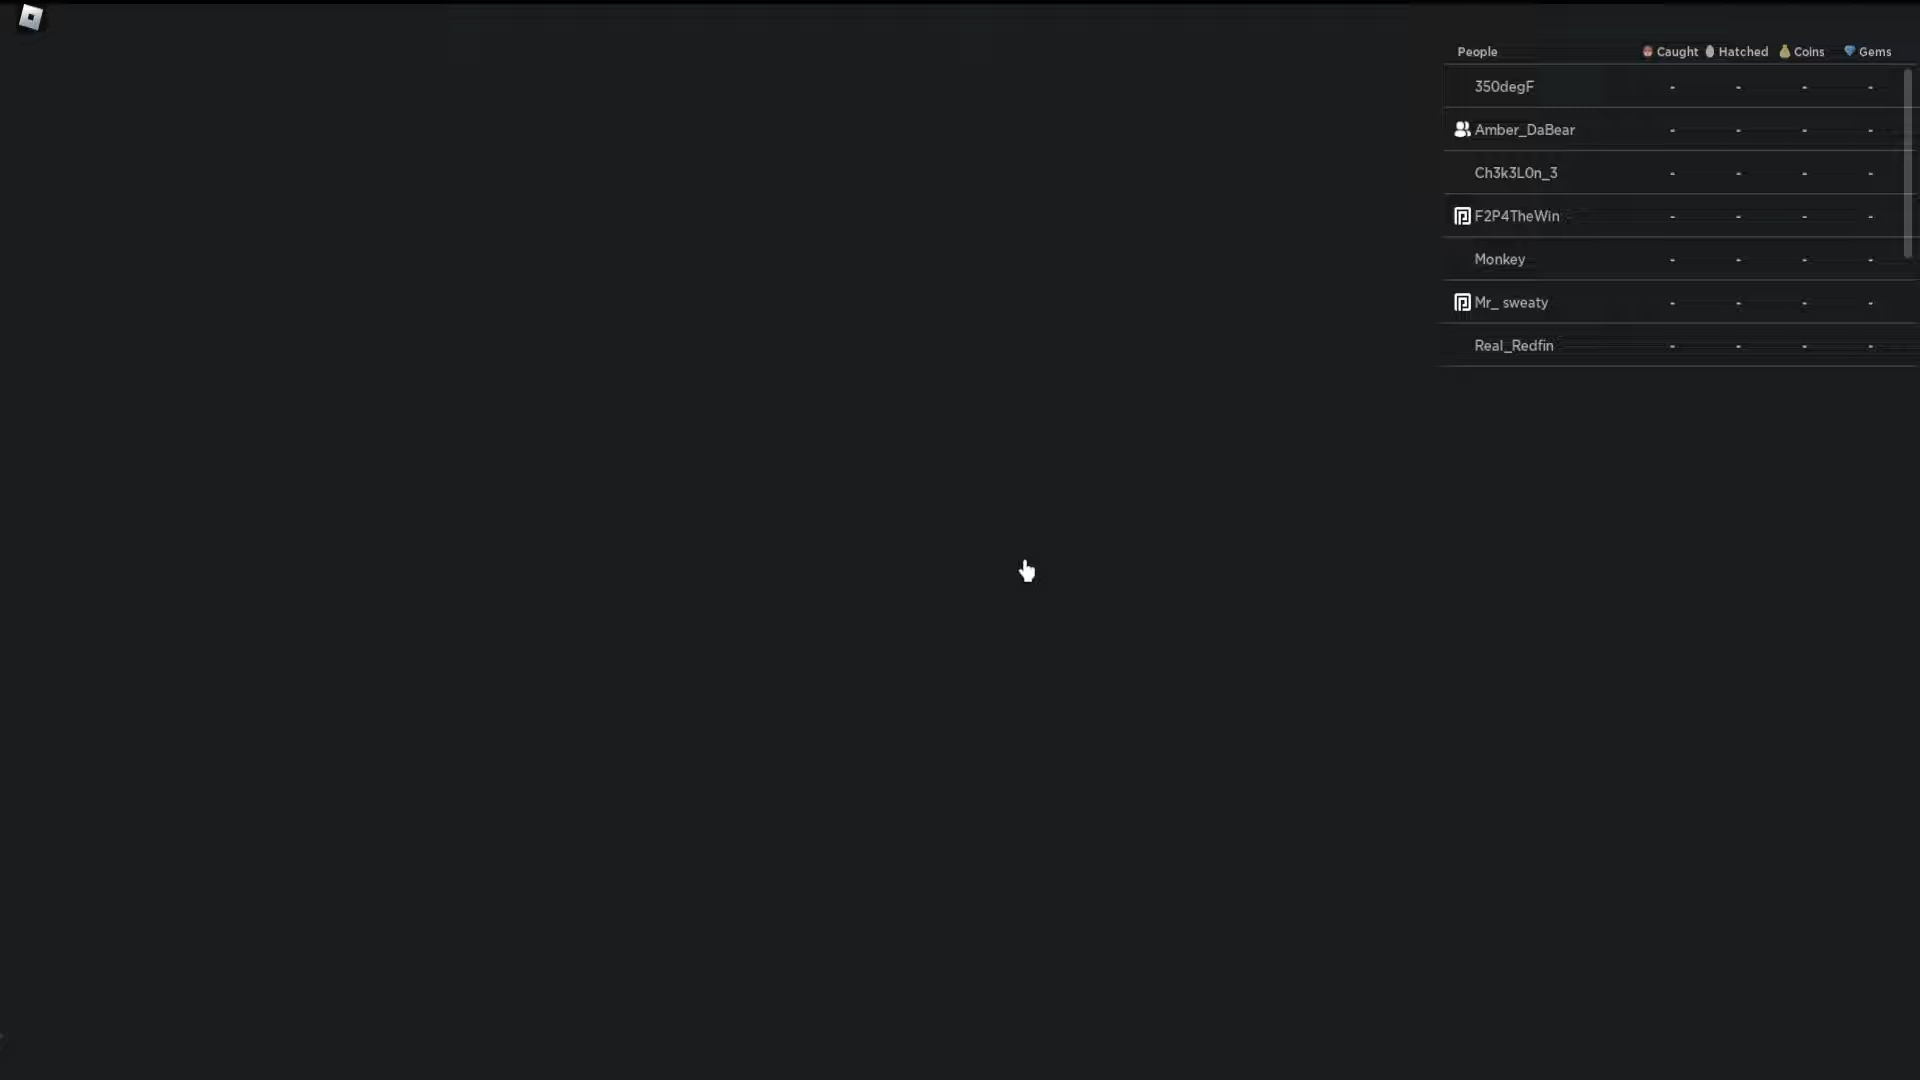 People Caught Hatched Coins Gems
350degF - - - -
Amber_DaBear - - - -
Ch3k3L0n_3 - - - -
F2P4TheWin - - - -
Monkey - - - -
Mr_ sweaty - - - -
Real_Redfin - - - -